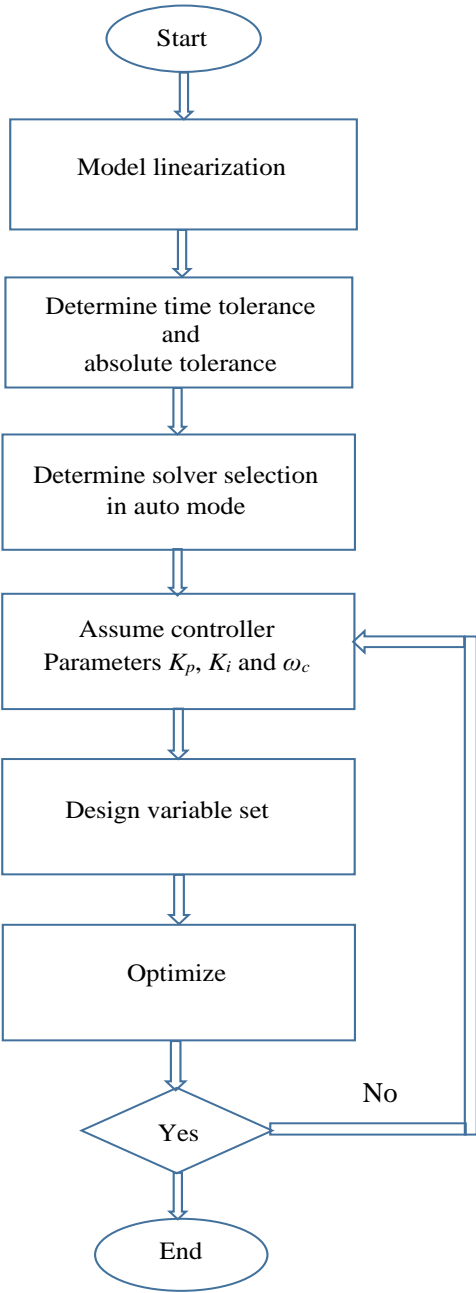 Start
Model linearization
Determine time tolerance
and
absolute tolerance
Determine solver selection
in auto mode
Assume controller
Parameters Kp, Ki and ωc
Design variable set
Optimize
No
Yes
End